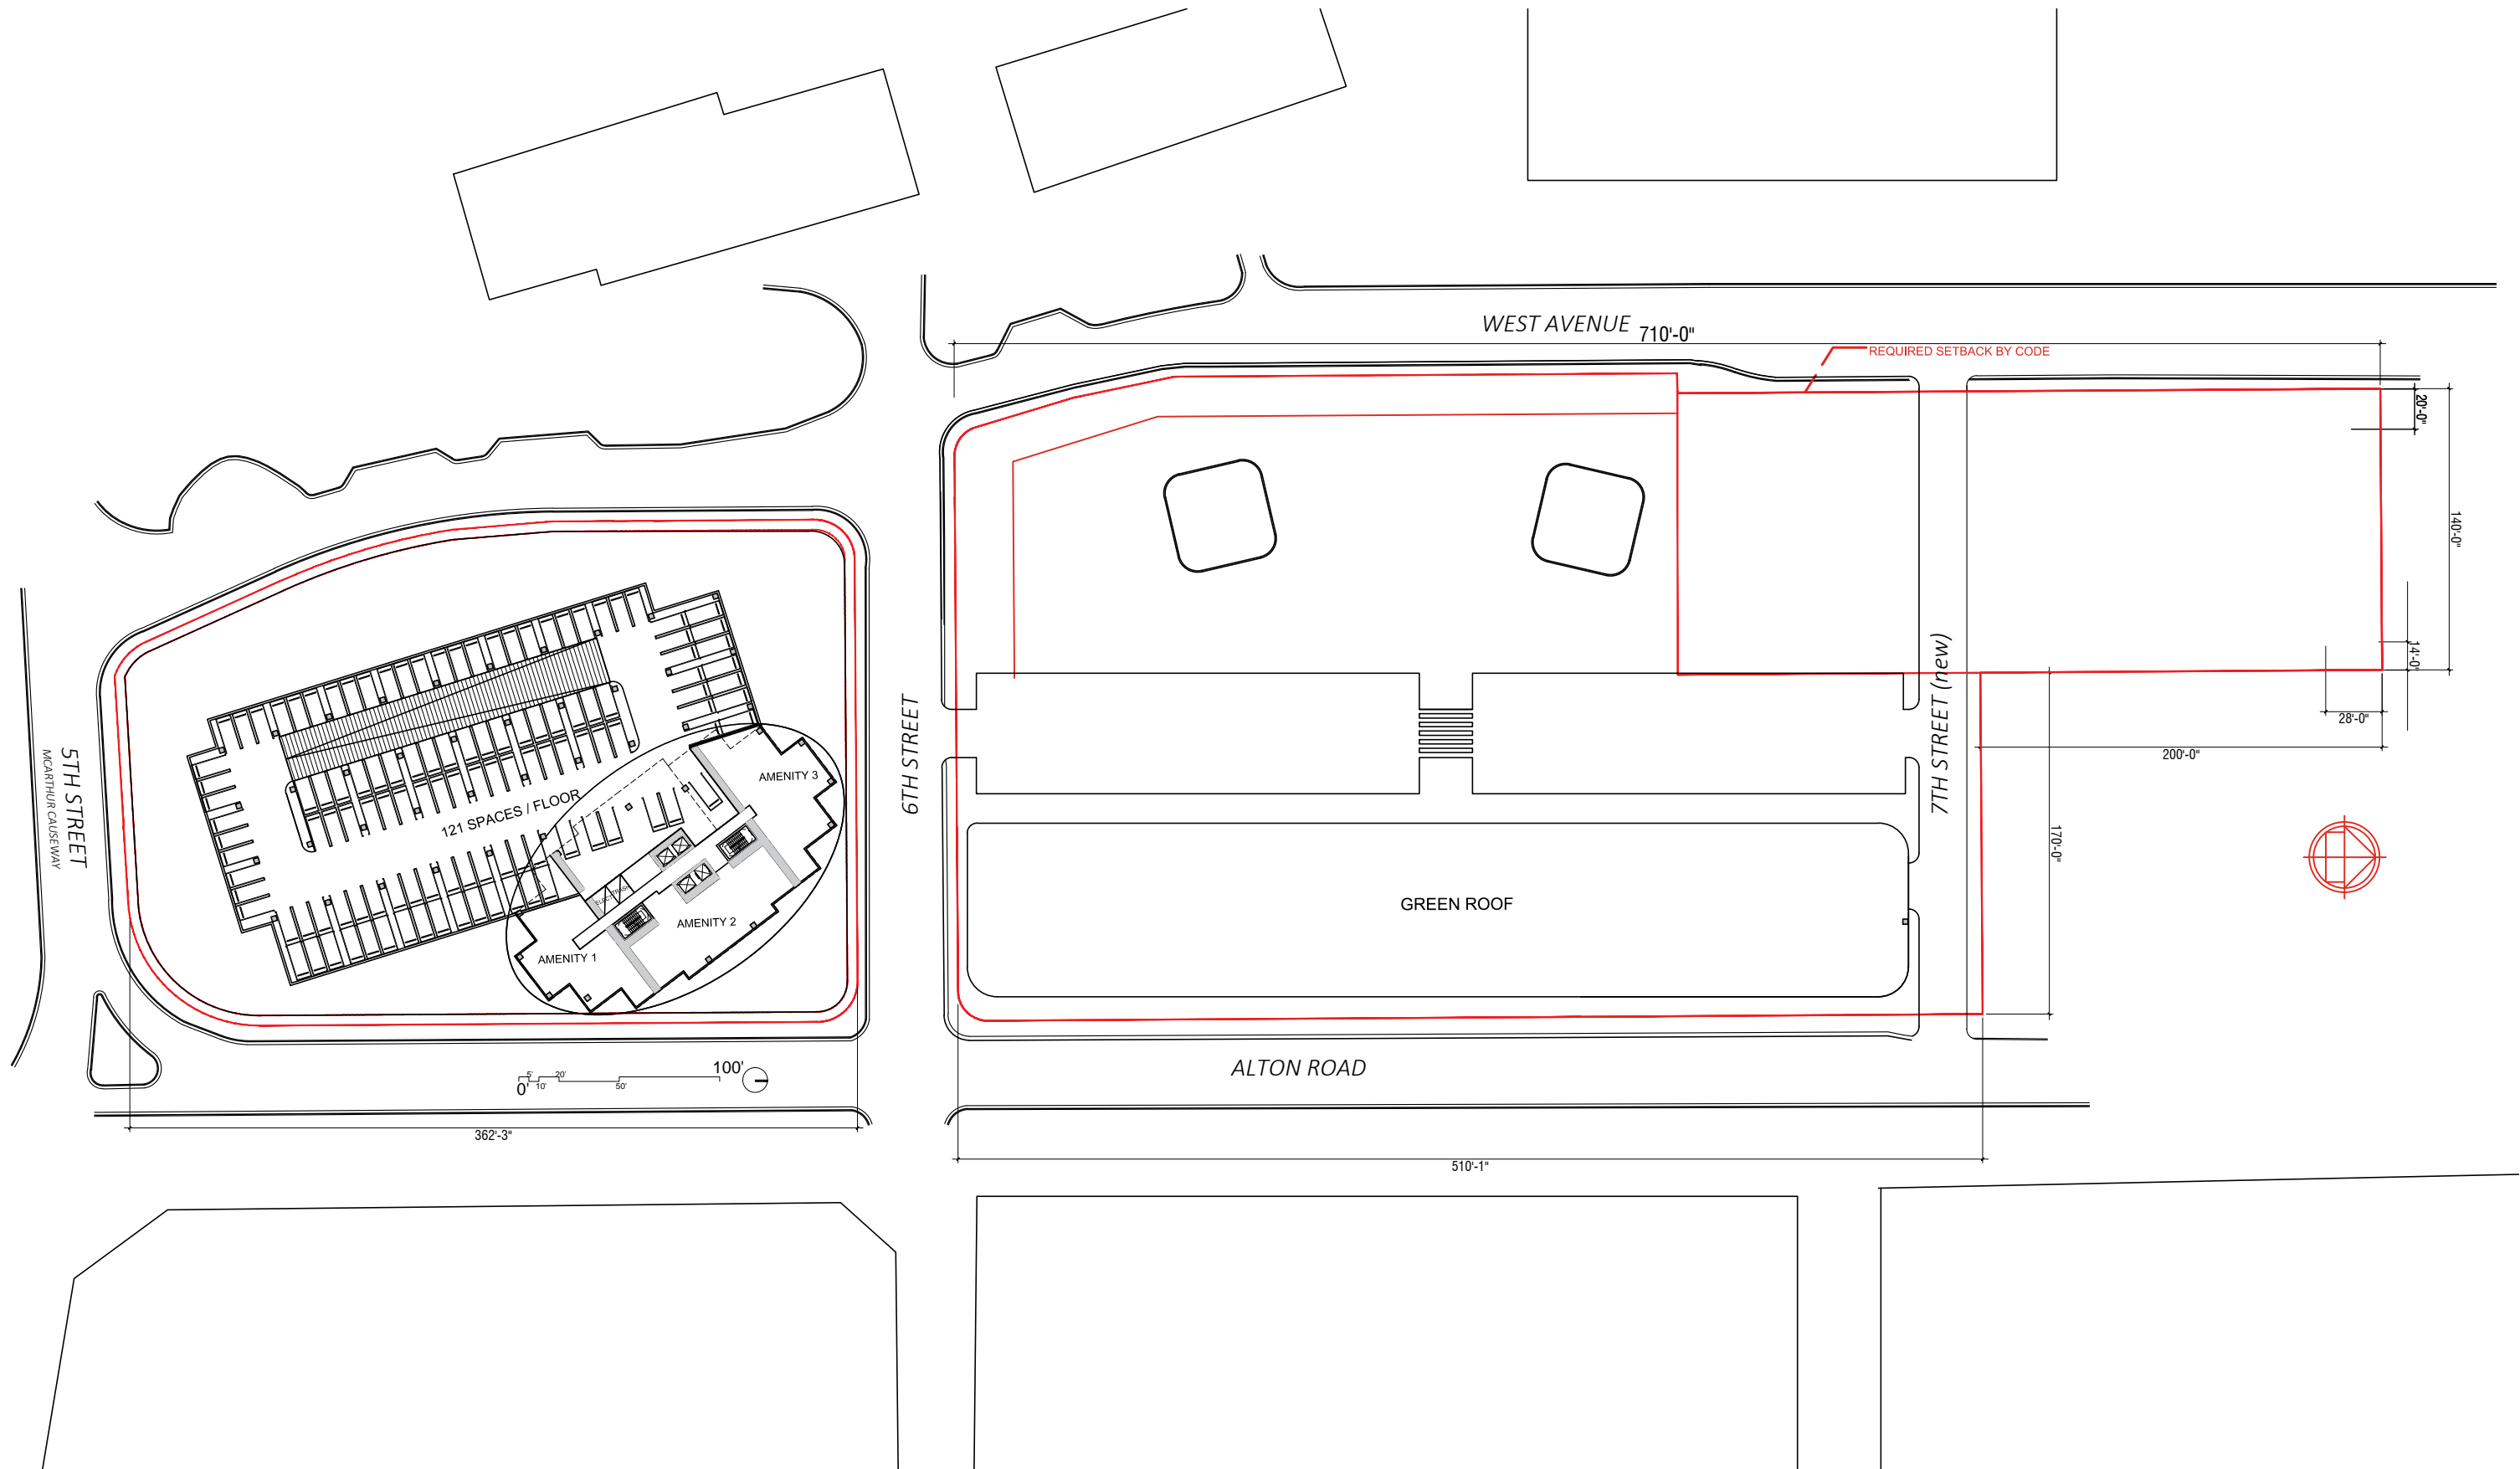 WEST AVENUE
710'-0"
REQUIRED SETBACK BY CODE
20'-0"
140'-0"
14'-0"
28'-0"
200'-0"
170'-0"
7TH STREET (new)
6TH STREET
5TH STREET
MCARTHUR CAUSEWAY
121 SPACES / FLOOR
AMENITY 3
AMENITY 2
AMENITY 1
ELEC
TRASH
GREEN ROOF
ALTON ROAD
0'
5'
10'
20'
50'
100'
362'-3"
510'-1"